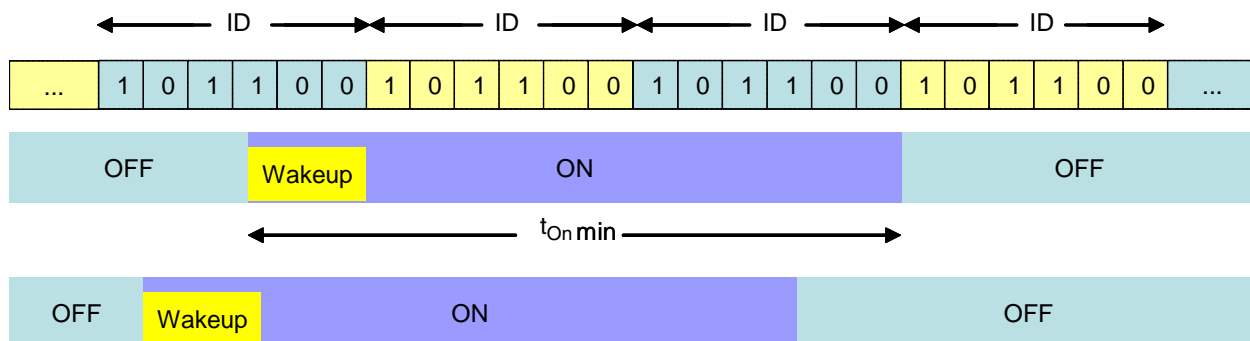 ID ID ID ID
... 1 0 1 1 0 0 1 0 1 1 0 0 1 0 1 1 0 0 1 0 1 1 0 0 ...
OFF Wakeup ON OFF
tOn min
OFF Wakeup ON OFF